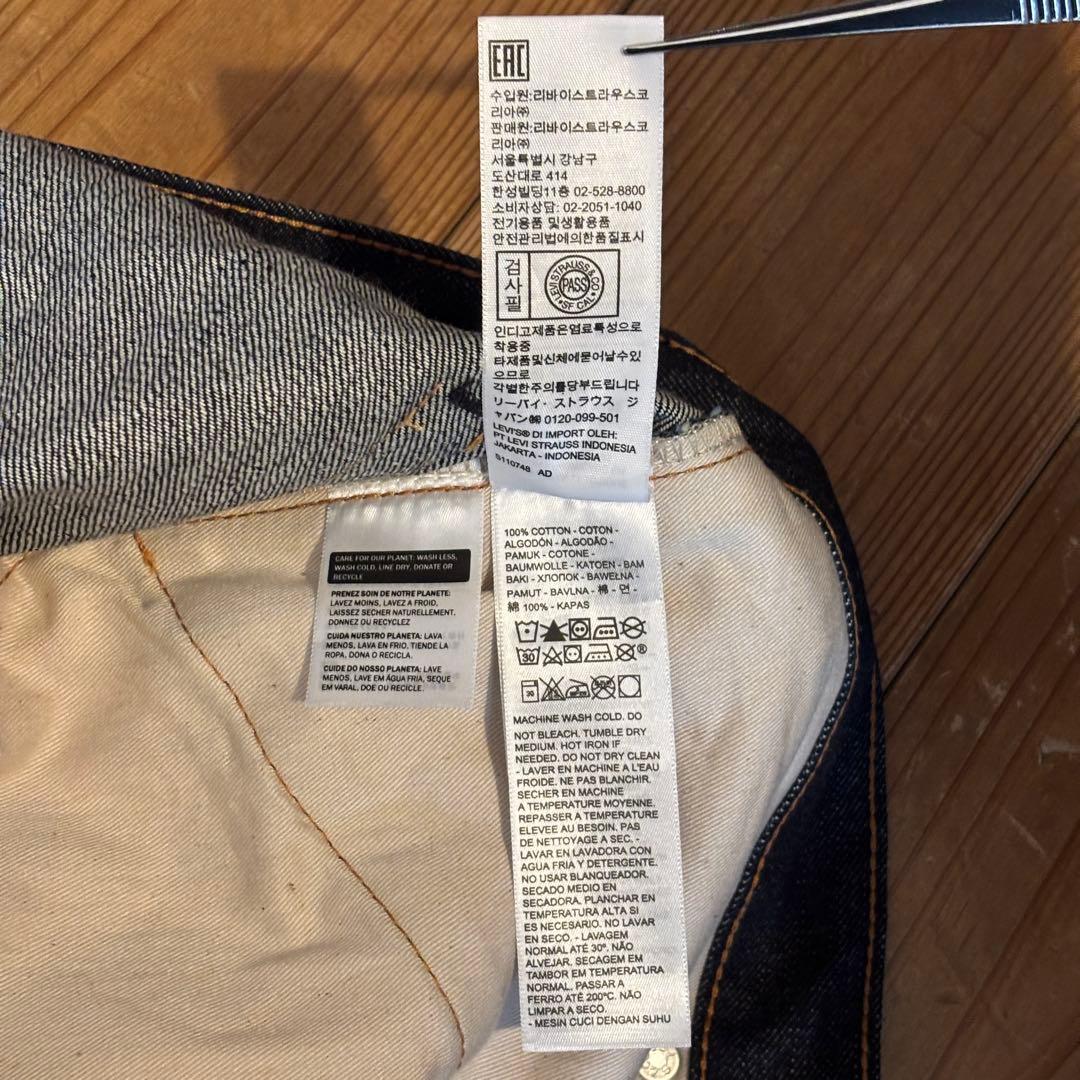 EAC
수입원:리바이스트라우스코
리아㈜
판매원:리바이스트라우스코
리아㈜
서울특별시 강남구
도산대로 414
한성빌딩11층 02-528-8800
소비자상담: 02-2051-1040
전기용품 및생활용품
안전관리법에의한품질표시
검사필
LEVI STRAUSS & CO
PASS
SF CAL
인디고제품은염료특성으로
착용중
타제품및신체에묻어날수있
으므로
각별한주의를당부드립니다
リーバイ・ストラウス ジ
ャパン㈱ 0120-099-501
LEVI'S® DI IMPORT OLEH:
PT LEVI STRAUSS INDONESIA
JAKARTA - INDONESIA
S110748 AD
CARE FOR OUR PLANET: WASH LESS,
WASH COLD, LINE DRY, DONATE OR
RECYCLE
PRENEZ SOIN DE NOTRE PLANETE:
LAVEZ MOINS, LAVEZ A FROID,
LAISSEZ SECHER NATURELLEMENT,
DONNEZ OU RECYCLEZ
CUIDA NUESTRO PLANETA: LAVA
MENOS, LAVA EN FRIO, TIENDE LA
ROPA, DONA O RECICLA.
CUIDE DO NOSSO PLANETA: LAVE
MENOS, LAVE EM ÁGUA FRIA, SEQUE
EM VARAL, DOE OU RECICLE.
100% COTTON - COTON -
ALGODÓN - ALGODÃO -
PAMUK - COTONE -
BAUMWOLLE - KATOEN - BAM
BAKI - ХЛОПОК - BAWEŁNA -
PAMUT - BAVLNA - 棉 - 면 -
綿 100% - KAPAS
30
®
30
MACHINE WASH COLD. DO
NOT BLEACH. TUMBLE DRY
MEDIUM. HOT IRON IF
NEEDED. DO NOT DRY CLEAN
- LAVER EN MACHINE A L'EAU
FROIDE. NE PAS BLANCHIR.
SECHER EN MACHINE
A TEMPERATURE MOYENNE.
REPASSER A TEMPERATURE
ELEVEE AU BESOIN. PAS
DE NETTOYAGE A SEC. -
LAVAR EN LAVADORA CON
AGUA FRIA Y DETERGENTE.
NO USAR BLANQUEADOR.
SECADO MEDIO EN
SECADORA. PLANCHAR EN
TEMPERATURA ALTA SI
ES NECESARIO. NO LAVAR
EN SECO. - LAVAGEM
NORMAL ATÉ 30º. NÃO
ALVEJAR. SECAGEM EM
TAMBOR EM TEMPERATURA
NORMAL. PASSAR A
FERRO ATÉ 200ºC. NÃO
LIMPAR A SECO.
- MESIN CUCI DENGAN SUHU